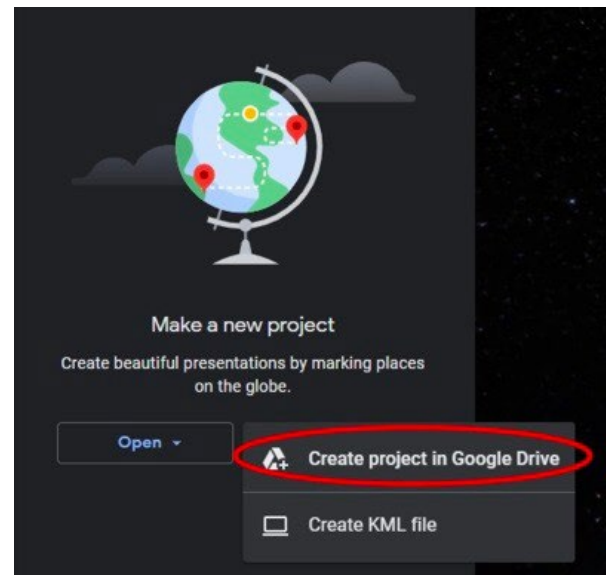 Make a new project
Create beautiful presentations by marking places
on the globe.
Open
Create project in Google Drive
Create KML file